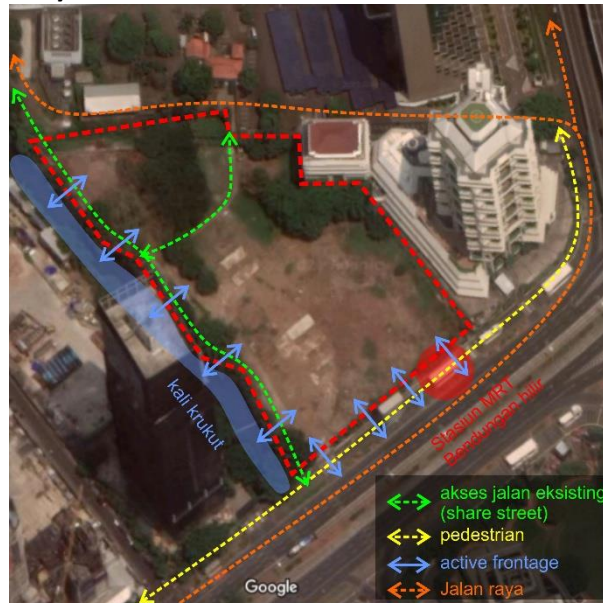 kali krukut
Stasiun MRT
Bendungan hilir
akses jalan eksisting
(share street)
pedestrian
active frontage
Jalan raya
Google